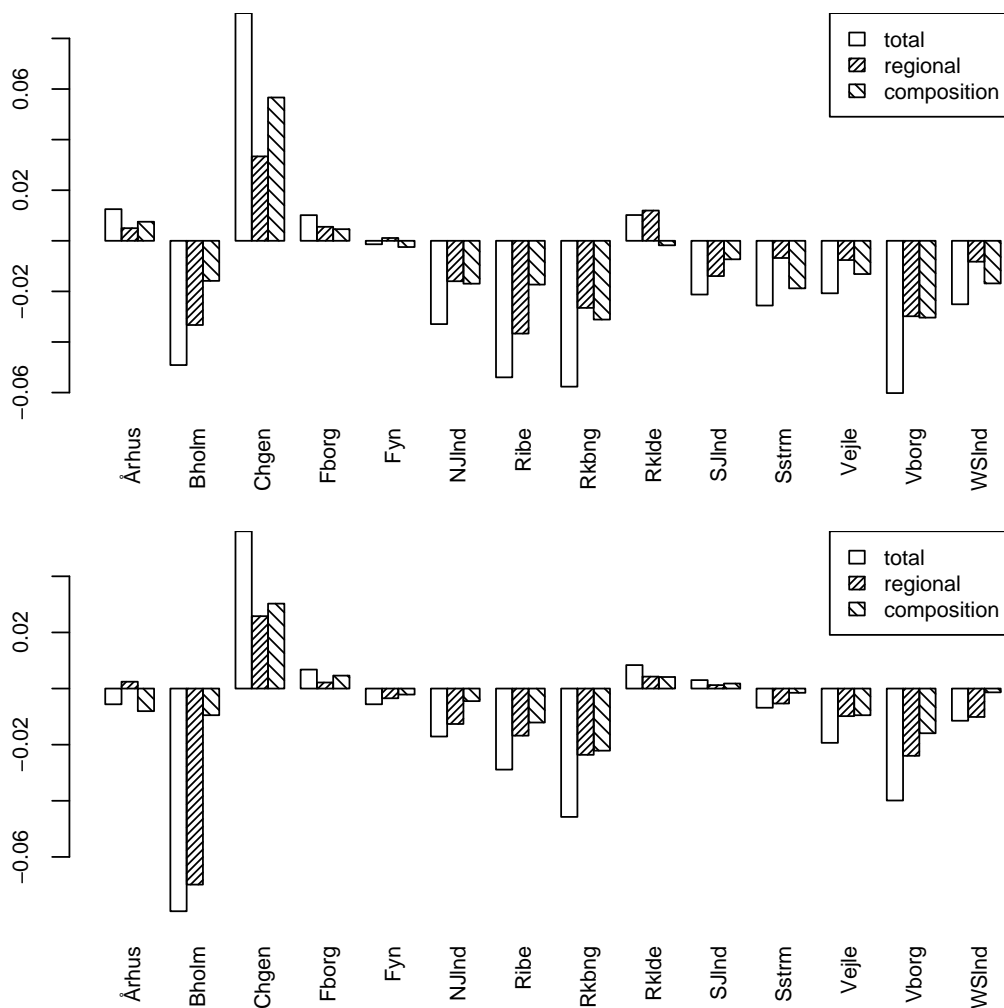 total
regional
composition
0.06
0.02
−0.02
−0.06
Århus
Bholm
Chgen
Fborg
Fyn
NJlnd
Ribe
Rkbng
Rklde
SJlnd
Sstrm
Vejle
Vborg
WSlnd
total
regional
composition
0.02
−0.02
−0.06
Århus
Bholm
Chgen
Fborg
Fyn
NJlnd
Ribe
Rkbng
Rklde
SJlnd
Sstrm
Vejle
Vborg
WSlnd